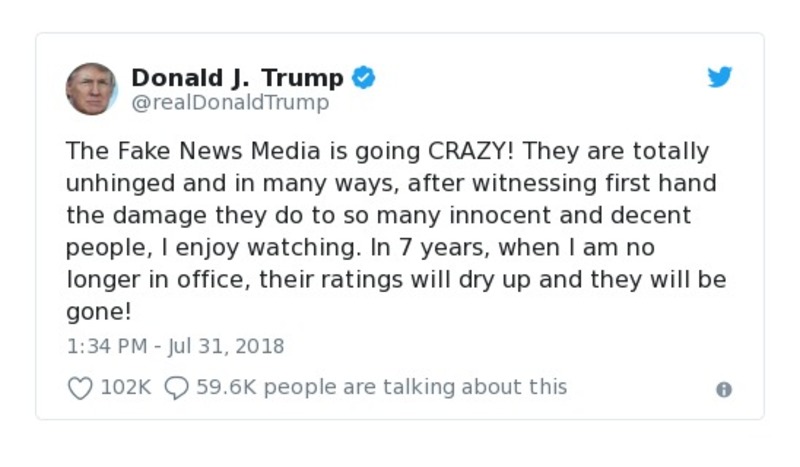 Donald J. Trump
@realDonaldTrump
The Fake News Media is going CRAZY! They are totally
unhinged and in many ways, after witnessing first hand
the damage they do to so many innocent and decent
people, I enjoy watching. In 7 years, when I am no
longer in office, their ratings will dry up and they will be
gone!
1:34 PM - Jul 31, 2018
102K 59.6K people are talking about this